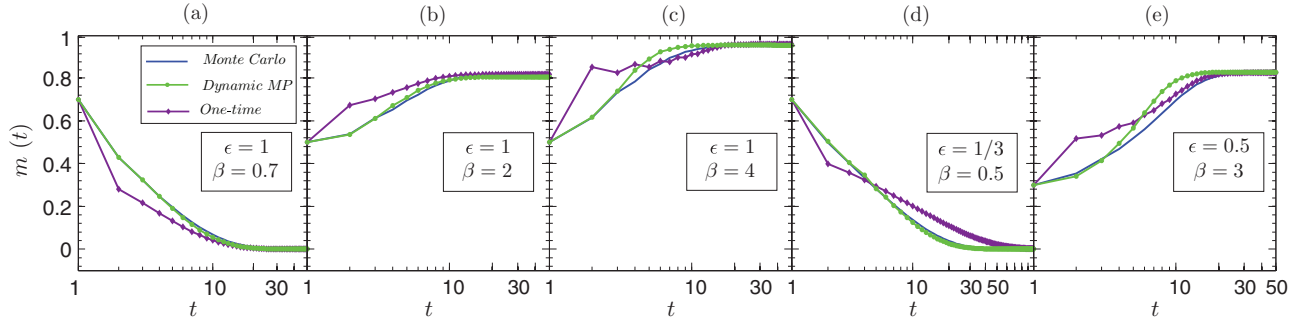 (a) (b) (c) (d) (e)
1
0.8
0.6
0.4
0.2
0
m (t)
Monte Carlo
Dynamic MP
One-time
ϵ = 1
β = 0.7
ϵ = 1
β = 2
ϵ = 1
β = 4
ϵ = 1/3
β = 0.5
ϵ = 0.5
β = 3
1 10 30 1 10 30 1 10 30 1 10 30 50 1 10 30 50
t t t t t